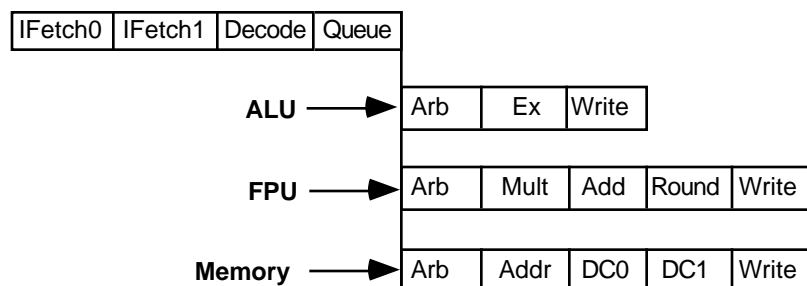 IFetch0 IFetch1 Decode Queue
ALU Arb Ex Write
FPU Arb Mult Add Round Write
Memory Arb Addr DC0 DC1 Write